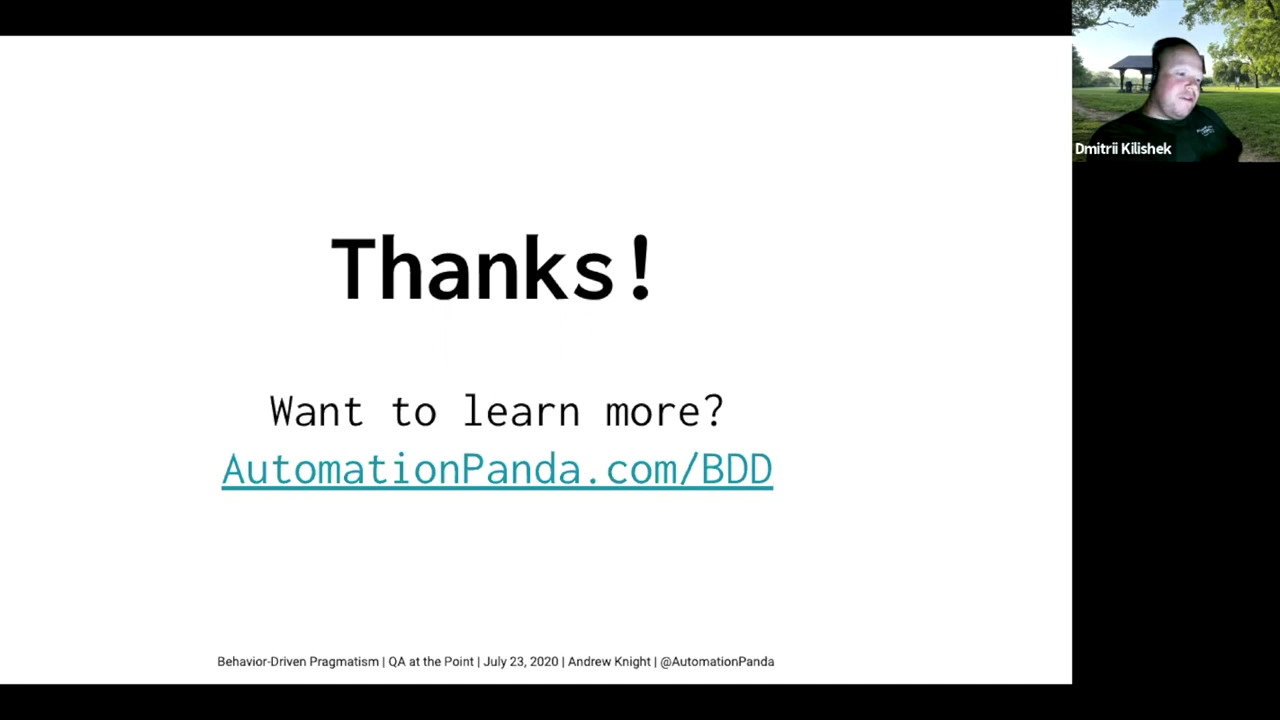 Thanks!
Want to learn more?
AutomationPanda.com/BDD
Behavior-Driven Pragmatism | QA at the Point | July 23, 2020 | Andrew Knight | @AutomationPanda
Dmitrii Kilishek